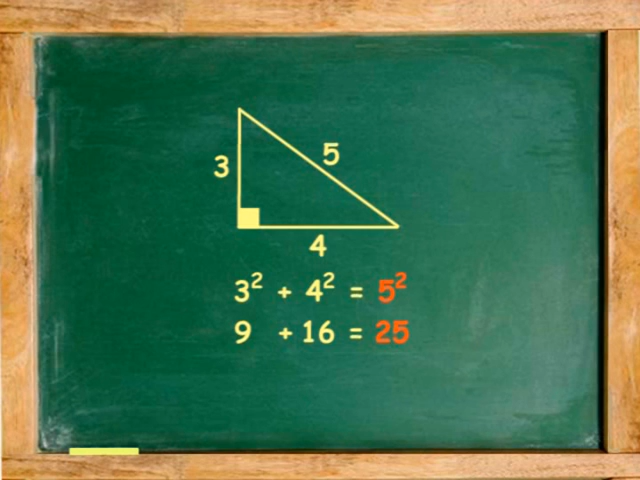 3
5
4
3² + 4² = 5²
9 + 16 = 25